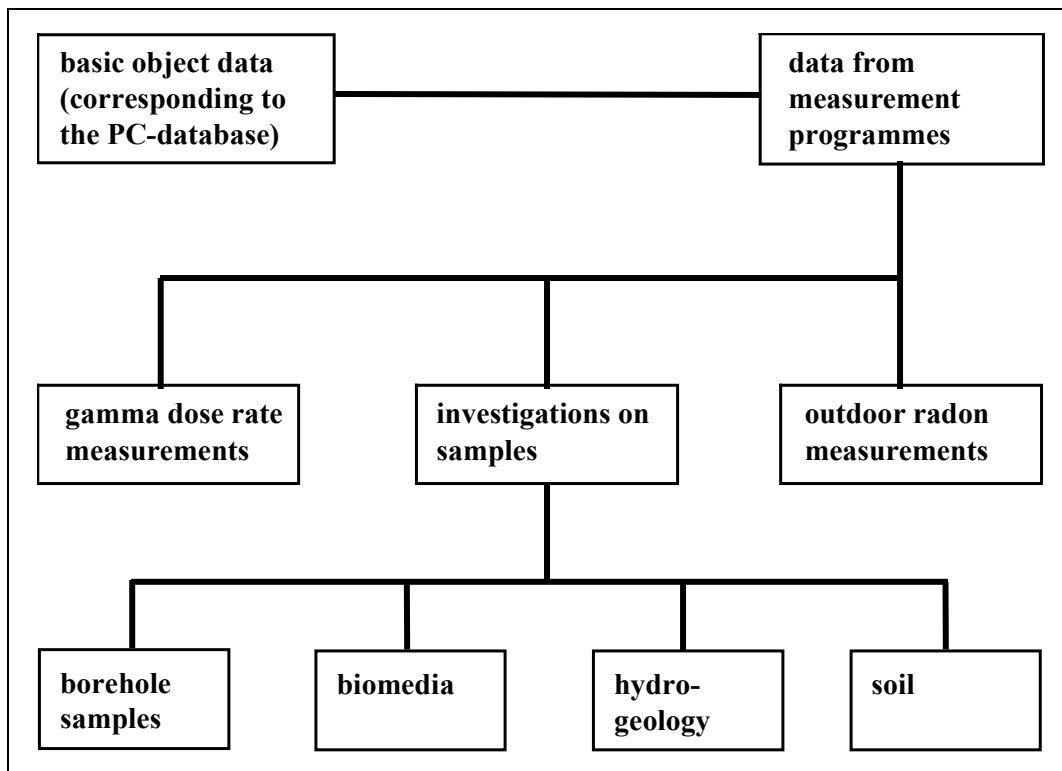 basic object data
(corresponding to
the PC-database)
data from
measurement
programmes
gamma dose rate
measurements
investigations on
samples
outdoor radon
measurements
borehole
samples
biomedia
hydro-
geology
soil